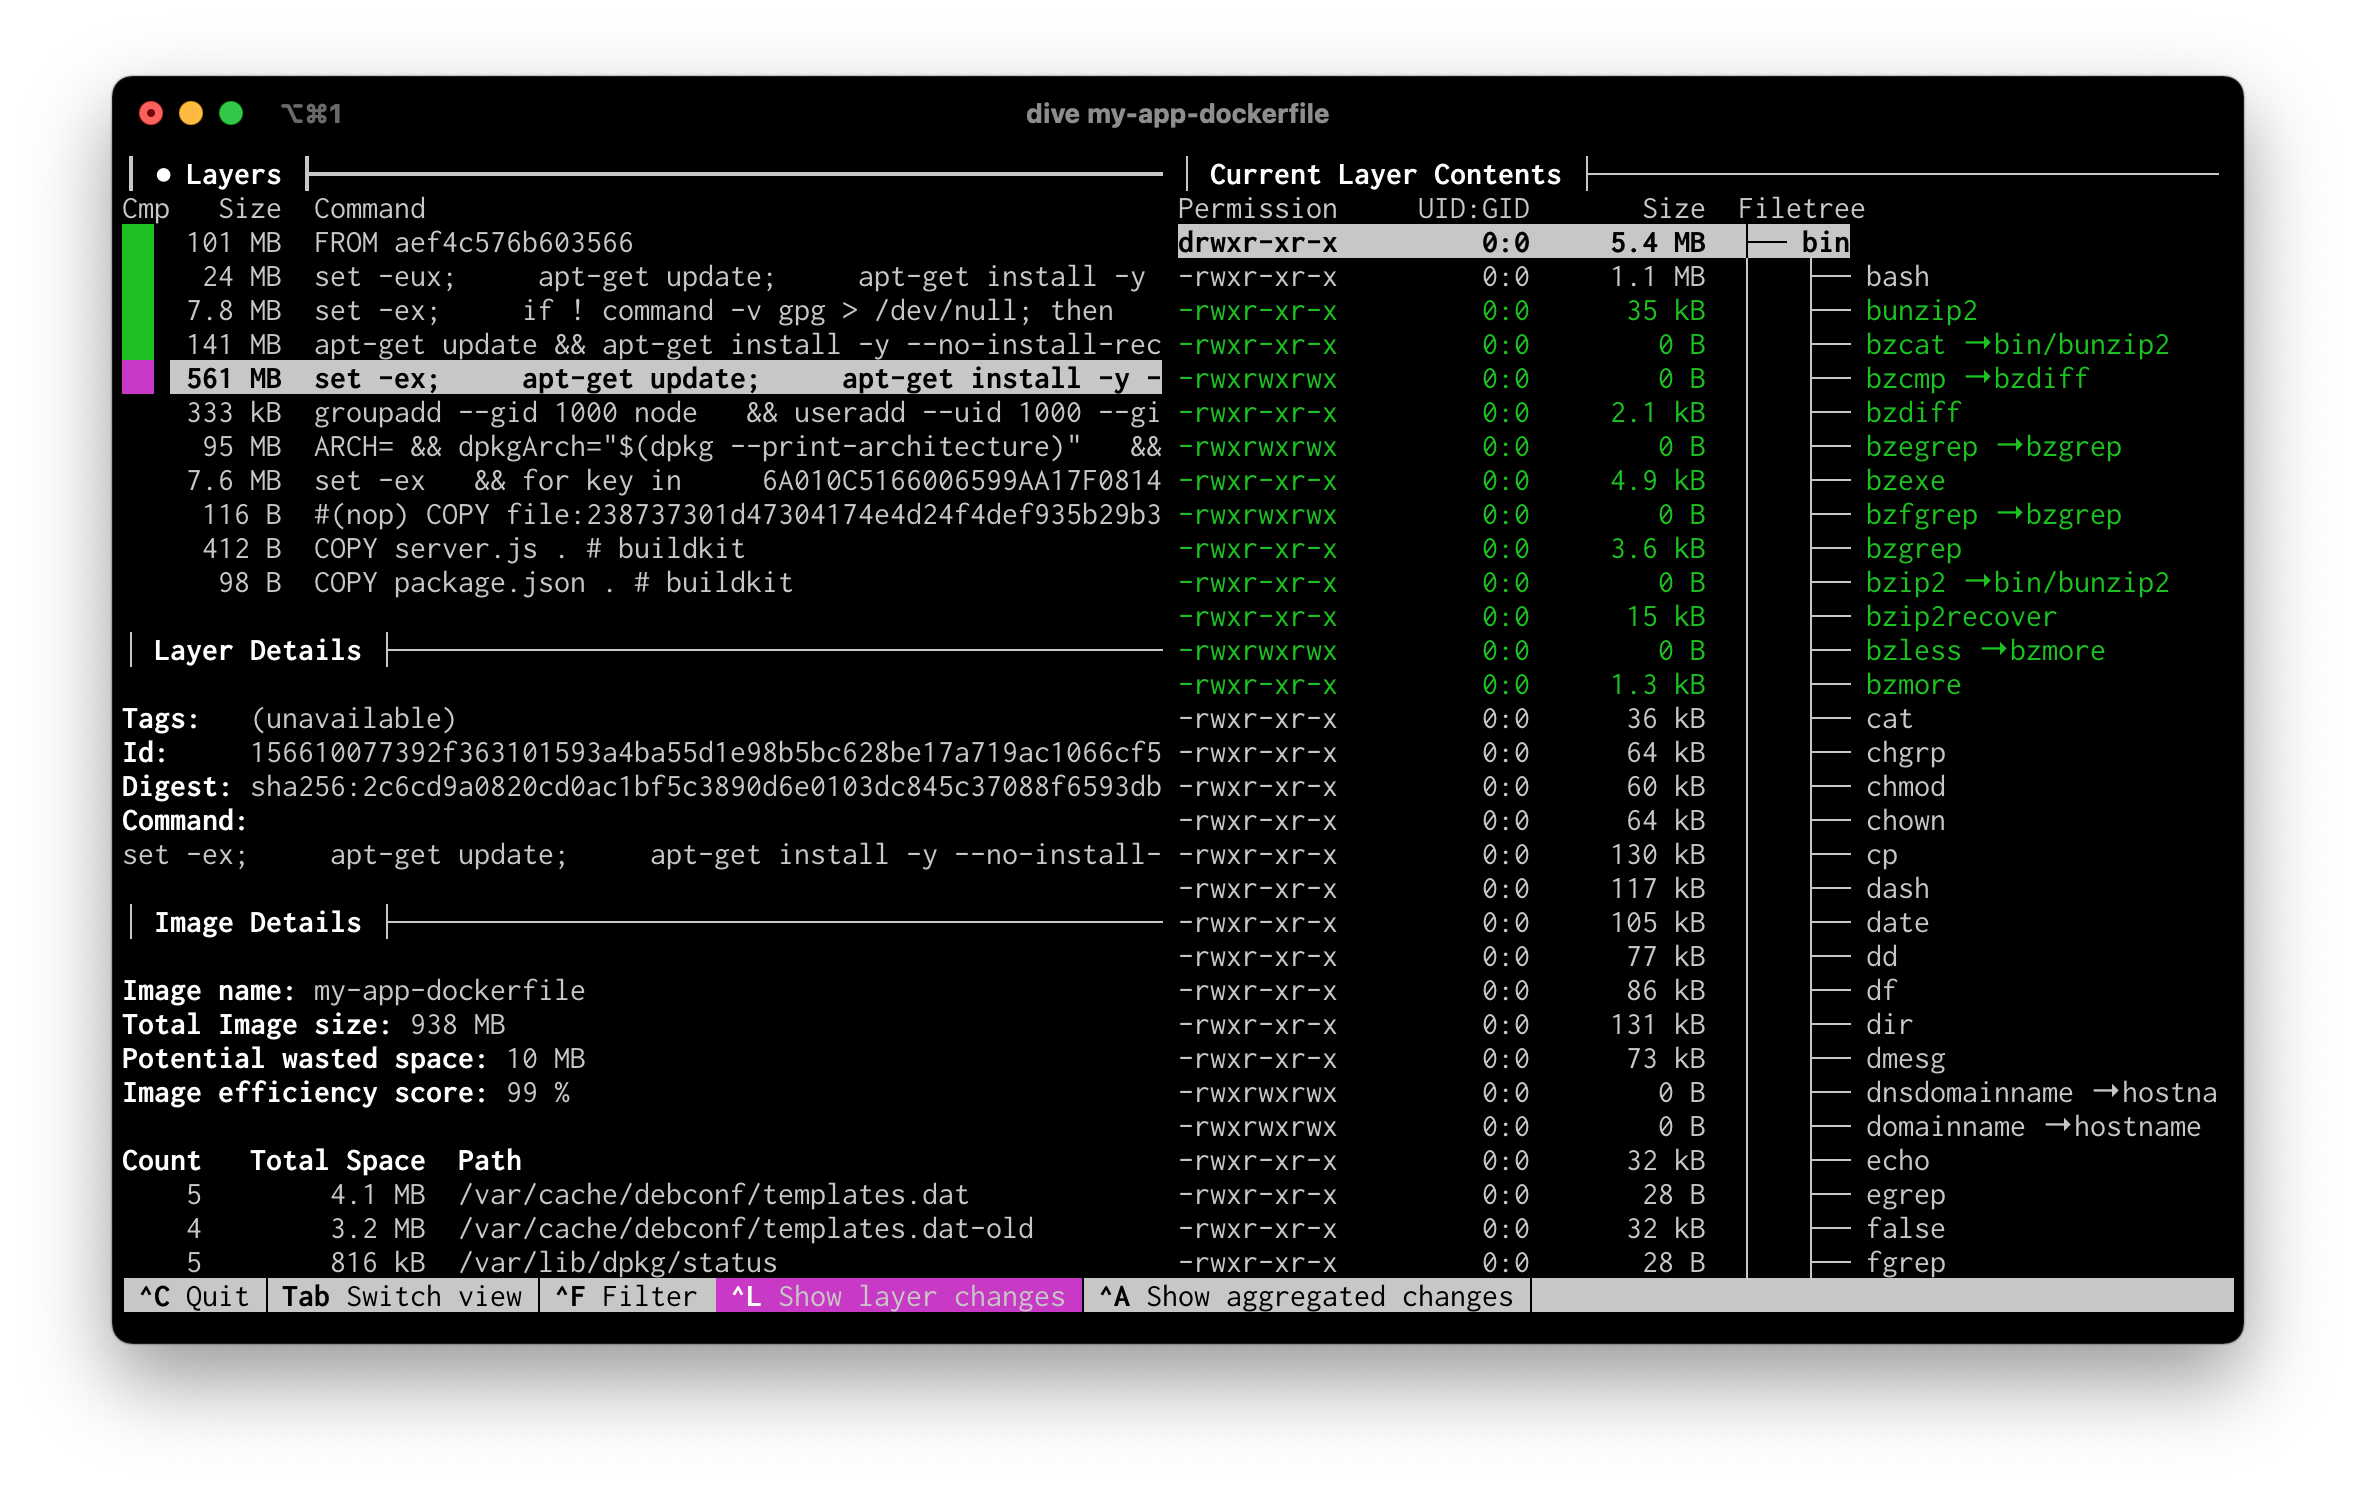 ⌥⌘1
dive my-app-dockerfile
● Layers
Cmp Size Command
101 MB FROM aef4c576b603566
24 MB set -eux; apt-get update; apt-get install -y
7.8 MB set -ex; if ! command -v gpg > /dev/null; then
141 MB apt-get update && apt-get install -y --no-install-rec
561 MB set -ex; apt-get update; apt-get install -y -
333 kB groupadd --gid 1000 node && useradd --uid 1000 --gi
95 MB ARCH= && dpkgArch="$(dpkg --print-architecture)" &&
7.6 MB set -ex && for key in 6A010C5166006599AA17F0814
116 B #(nop) COPY file:238737301d47304174e4d24f4def935b29b3
412 B COPY server.js . # buildkit
98 B COPY package.json . # buildkit
Layer Details
Tags: (unavailable)
Id: 156610077392f363101593a4ba55d1e98b5bc628be17a719ac1066cf5
Digest: sha256:2c6cd9a0820cd0ac1bf5c3890d6e0103dc845c37088f6593db
Command:
set -ex; apt-get update; apt-get install -y --no-install-
Image Details
Image name: my-app-dockerfile
Total Image size: 938 MB
Potential wasted space: 10 MB
Image efficiency score: 99 %
Count Total Space Path
5 4.1 MB /var/cache/debconf/templates.dat
4 3.2 MB /var/cache/debconf/templates.dat-old
5 816 kB /var/lib/dpkg/status
Current Layer Contents
Permission UID:GID Size Filetree
drwxr-xr-x 0:0 5.4 MB bin
-rwxr-xr-x 0:0 1.1 MB bash
-rwxr-xr-x 0:0 35 kB bunzip2
-rwxr-xr-x 0:0 0 B bzcat → bin/bunzip2
-rwxrwxrwx 0:0 0 B bzcmp → bzdiff
-rwxr-xr-x 0:0 2.1 kB bzdiff
-rwxrwxrwx 0:0 0 B bzegrep → bzgrep
-rwxr-xr-x 0:0 4.9 kB bzexe
-rwxrwxrwx 0:0 0 B bzfgrep → bzgrep
-rwxr-xr-x 0:0 3.6 kB bzgrep
-rwxr-xr-x 0:0 0 B bzip2 → bin/bunzip2
-rwxr-xr-x 0:0 15 kB bzip2recover
-rwxrwxrwx 0:0 0 B bzless → bzmore
-rwxr-xr-x 0:0 1.3 kB bzmore
-rwxr-xr-x 0:0 36 kB cat
-rwxr-xr-x 0:0 64 kB chgrp
-rwxr-xr-x 0:0 60 kB chmod
-rwxr-xr-x 0:0 64 kB chown
-rwxr-xr-x 0:0 130 kB cp
-rwxr-xr-x 0:0 117 kB dash
-rwxr-xr-x 0:0 105 kB date
-rwxr-xr-x 0:0 77 kB dd
-rwxr-xr-x 0:0 86 kB df
-rwxr-xr-x 0:0 131 kB dir
-rwxr-xr-x 0:0 73 kB dmesg
-rwxrwxrwx 0:0 0 B dnsdomainname → hostna
-rwxrwxrwx 0:0 0 B domainname → hostname
-rwxr-xr-x 0:0 32 kB echo
-rwxr-xr-x 0:0 28 B egrep
-rwxr-xr-x 0:0 32 kB false
-rwxr-xr-x 0:0 28 B fgrep
^C Quit Tab Switch view ^F Filter ^L Show layer changes ^A Show aggregated changes